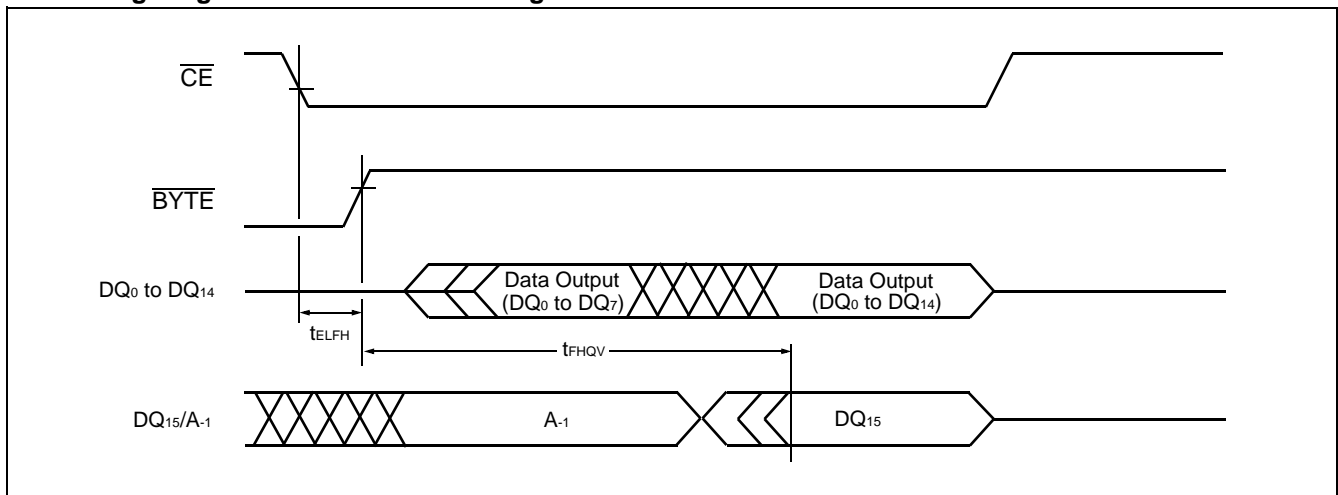 CE
BYTE
DQ0 to DQ14
Data Output
(DQ0 to DQ7)
Data Output
(DQ0 to DQ14)
tELFH
tFHQV
DQ15/A-1
A-1
DQ15